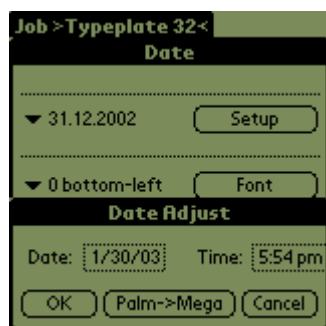 Job >Typeplate 32<
Date
31.12.2002 Setup
0 bottom-left Font
Date Adjust
Date: 1/30/03 Time: 5:54 pm
OK Palm->Mega Cancel